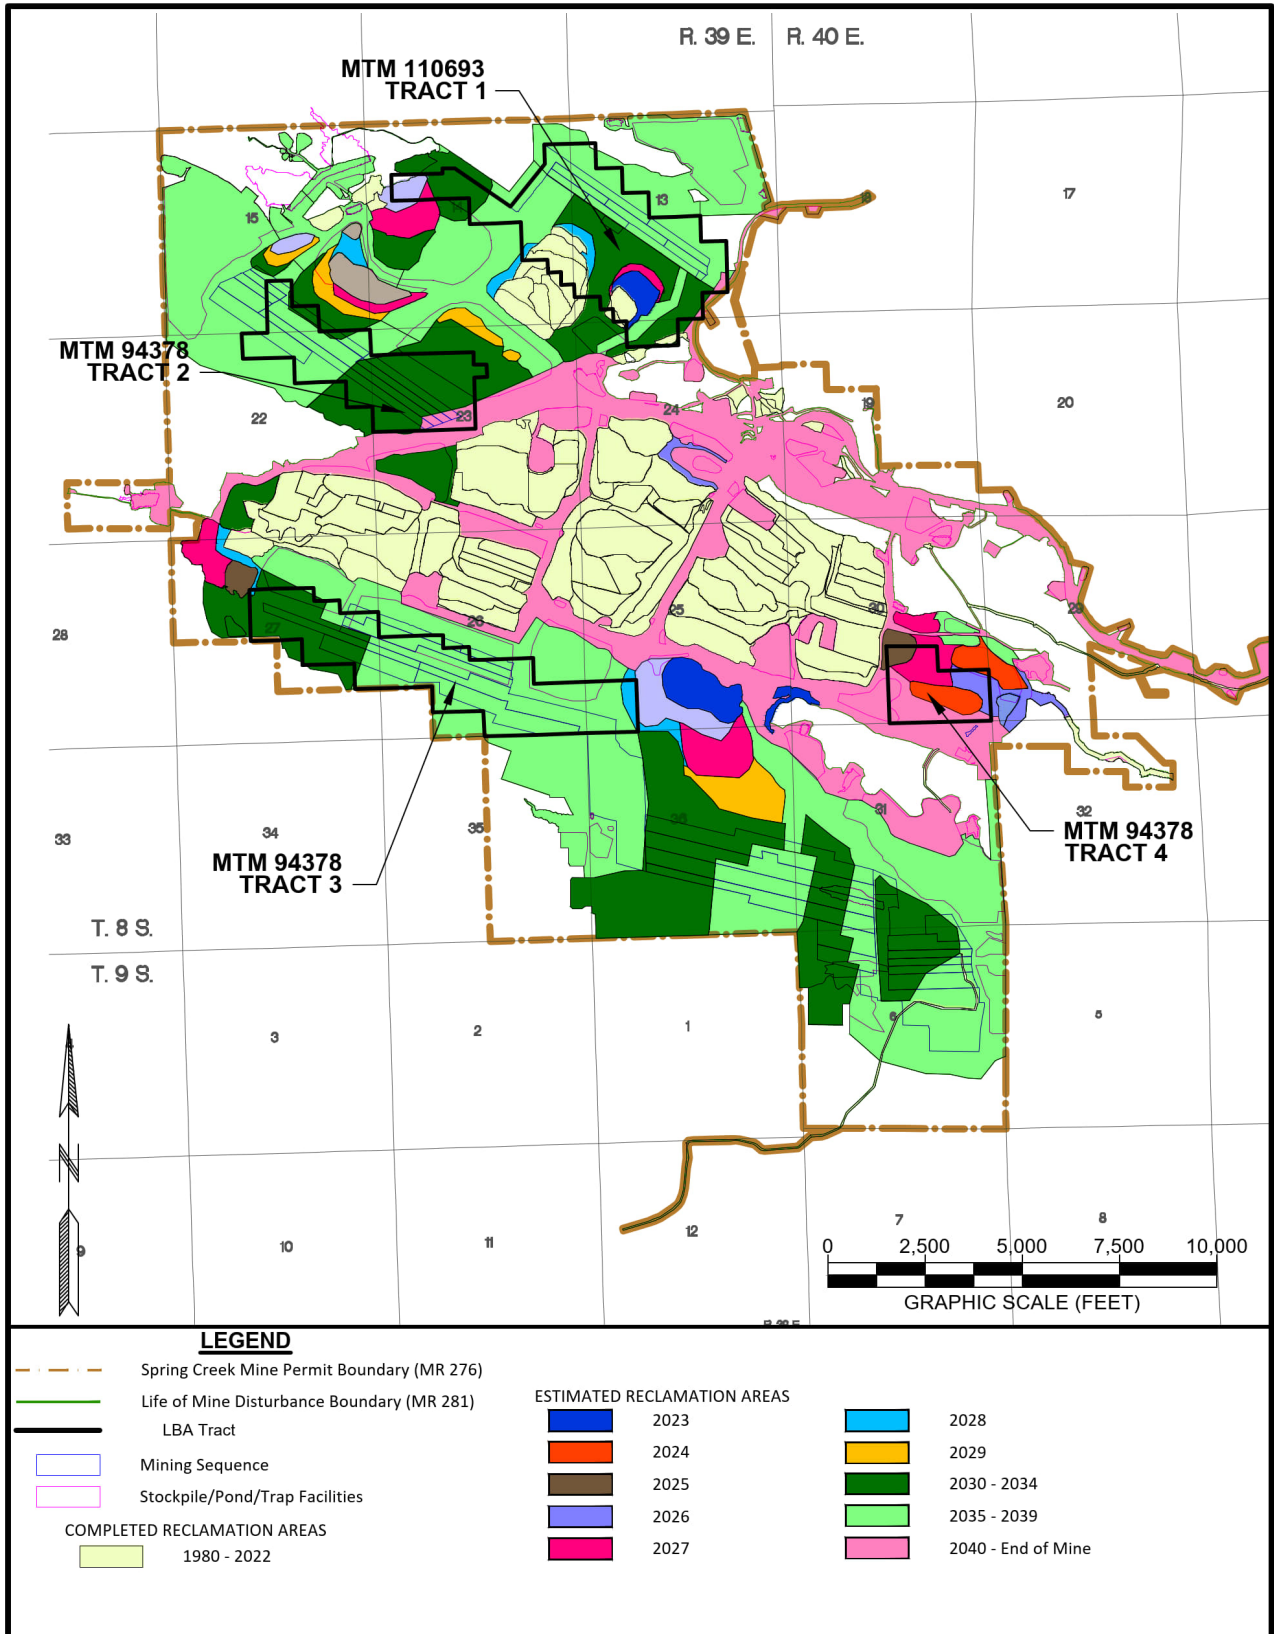 R. 39 E. R. 40 E.
MTM 110693
TRACT 1
17
13
18
15
MTM 94378
TRACT 2
22
23
24
19
20
28
27
26
25
30
29
33
34
35
36
31
32
MTM 94378
TRACT 3
MTM 94378
TRACT 4
T. 8 S.
T. 9 S.
3
2
1
6
5
N
9
10
11
12
7
8
0 2,500 5,000 7,500 10,000
GRAPHIC SCALE (FEET)
LEGEND
Spring Creek Mine Permit Boundary (MR 276)
Life of Mine Disturbance Boundary (MR 281)
LBA Tract
Mining Sequence
Stockpile/Pond/Trap Facilities
COMPLETED RECLAMATION AREAS
1980 - 2022
ESTIMATED RECLAMATION AREAS
2023
2024
2025
2026
2027
2028
2029
2030 - 2034
2035 - 2039
2040 - End of Mine